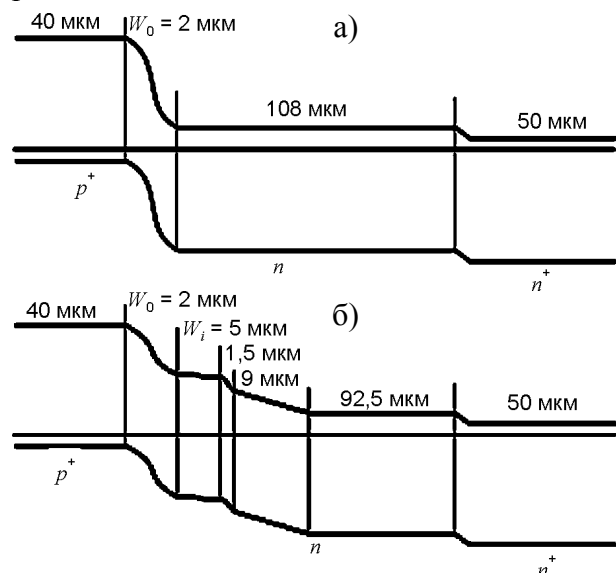 40 мкм W₀ = 2 мкм а)
108 мкм
50 мкм
p⁺
n
n⁺
40 мкм W₀ = 2 мкм б)
Wᵢ = 5 мкм
1,5 мкм
9 мкм
92,5 мкм
50 мкм
p⁺
n
n⁺